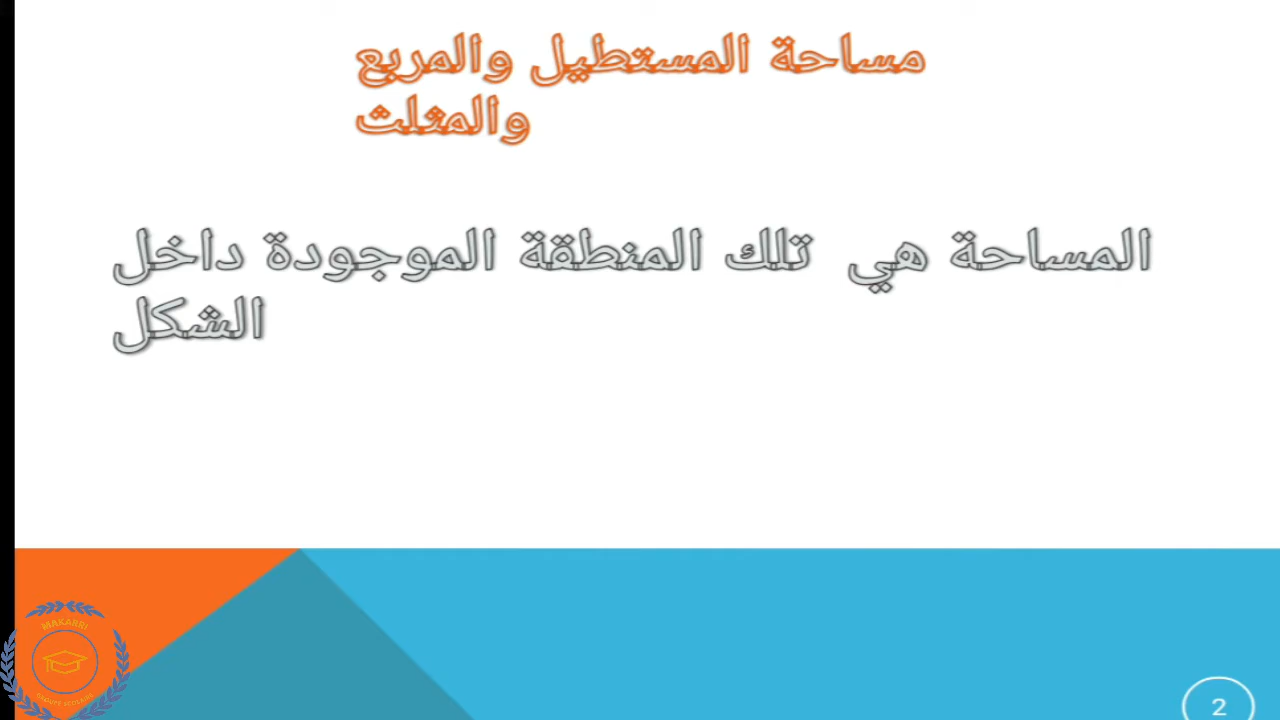 مساحة المستطيل والمربع
والمثلث
المساحة هي تلك المنطقة الموجودة داخل
الشكل
MAKARRI
2